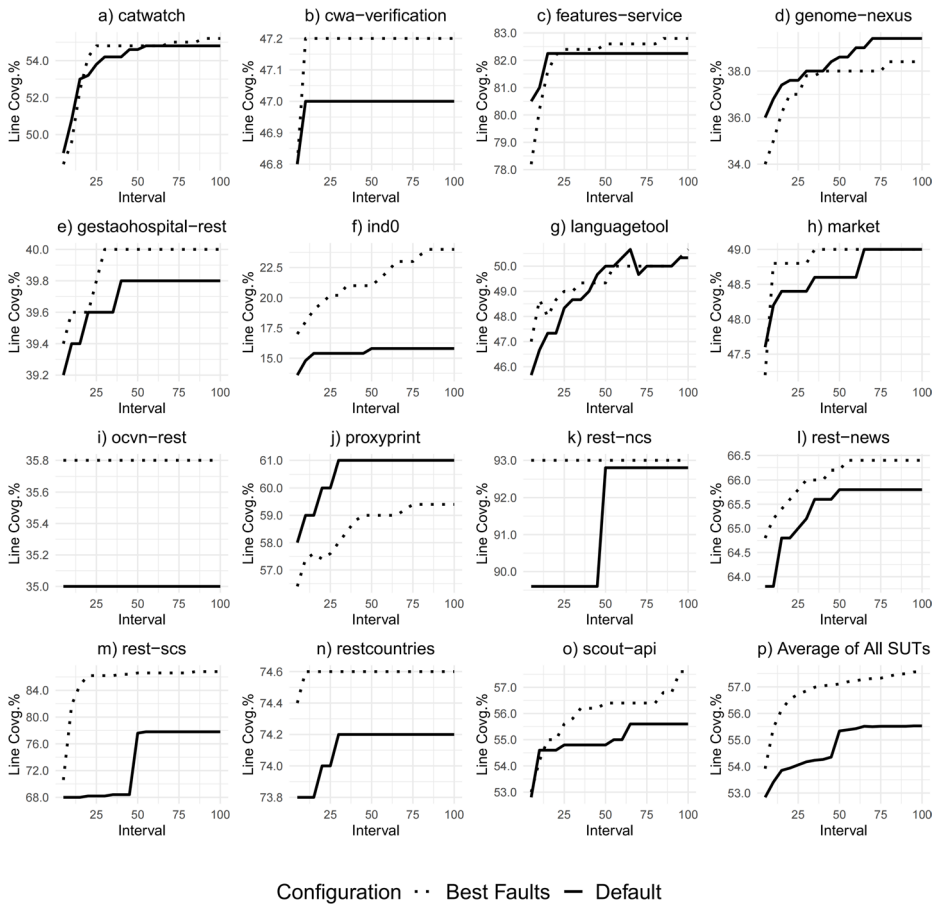 a) catwatch
Line Covg.%
54.0
52.0
50.0
25 50 75 100
Interval
b) cwa−verification
Line Covg.%
47.2
47.1
47.0
46.9
46.8
25 50 75 100
Interval
c) features−service
Line Covg.%
83.0
82.0
81.0
80.0
79.0
78.0
25 50 75 100
Interval
d) genome−nexus
Line Covg.%
38.0
36.0
34.0
25 50 75 100
Interval
e) gestaohospital−rest
Line Covg.%
40.0
39.8
39.6
39.4
39.2
25 50 75 100
Interval
f) ind0
Line Covg.%
22.5
20.0
17.5
15.0
25 50 75 100
Interval
g) languagetool
Line Covg.%
50.0
49.0
48.0
46.0
46.0
25 50 75 100
Interval
h) market
Line Covg.%
49.0
48.5
48.0
47.5
25 50 75 100
Interval
i) ocvn−rest
Line Covg.%
35.8
35.6
35.4
35.2
35.0
25 50 75 100
Interval
j) proxyprint
Line Covg.%
61.0
60.0
59.0
58.0
57.0
25 50 75 100
Interval
k) rest−ncs
Line Covg.%
93.0
92.0
91.0
90.0
25 50 75 100
Interval
l) rest−news
Line Covg.%
66.5
66.0
65.5
65.0
64.5
64.0
25 50 75 100
Interval
m) rest−scs
Line Covg.%
84.0
80.0
76.0
72.0
68.0
25 50 75 100
Interval
n) restcountries
Line Covg.%
74.6
74.4
74.2
74.0
73.8
25 50 75 100
Interval
o) scout−api
Line Covg.%
57.0
56.0
55.0
54.0
53.0
25 50 75 100
Interval
p) Average of All SUTs
Line Covg.%
57.0
56.0
55.0
54.0
53.0
25 50 75 100
Interval
Configuration Best Faults Default